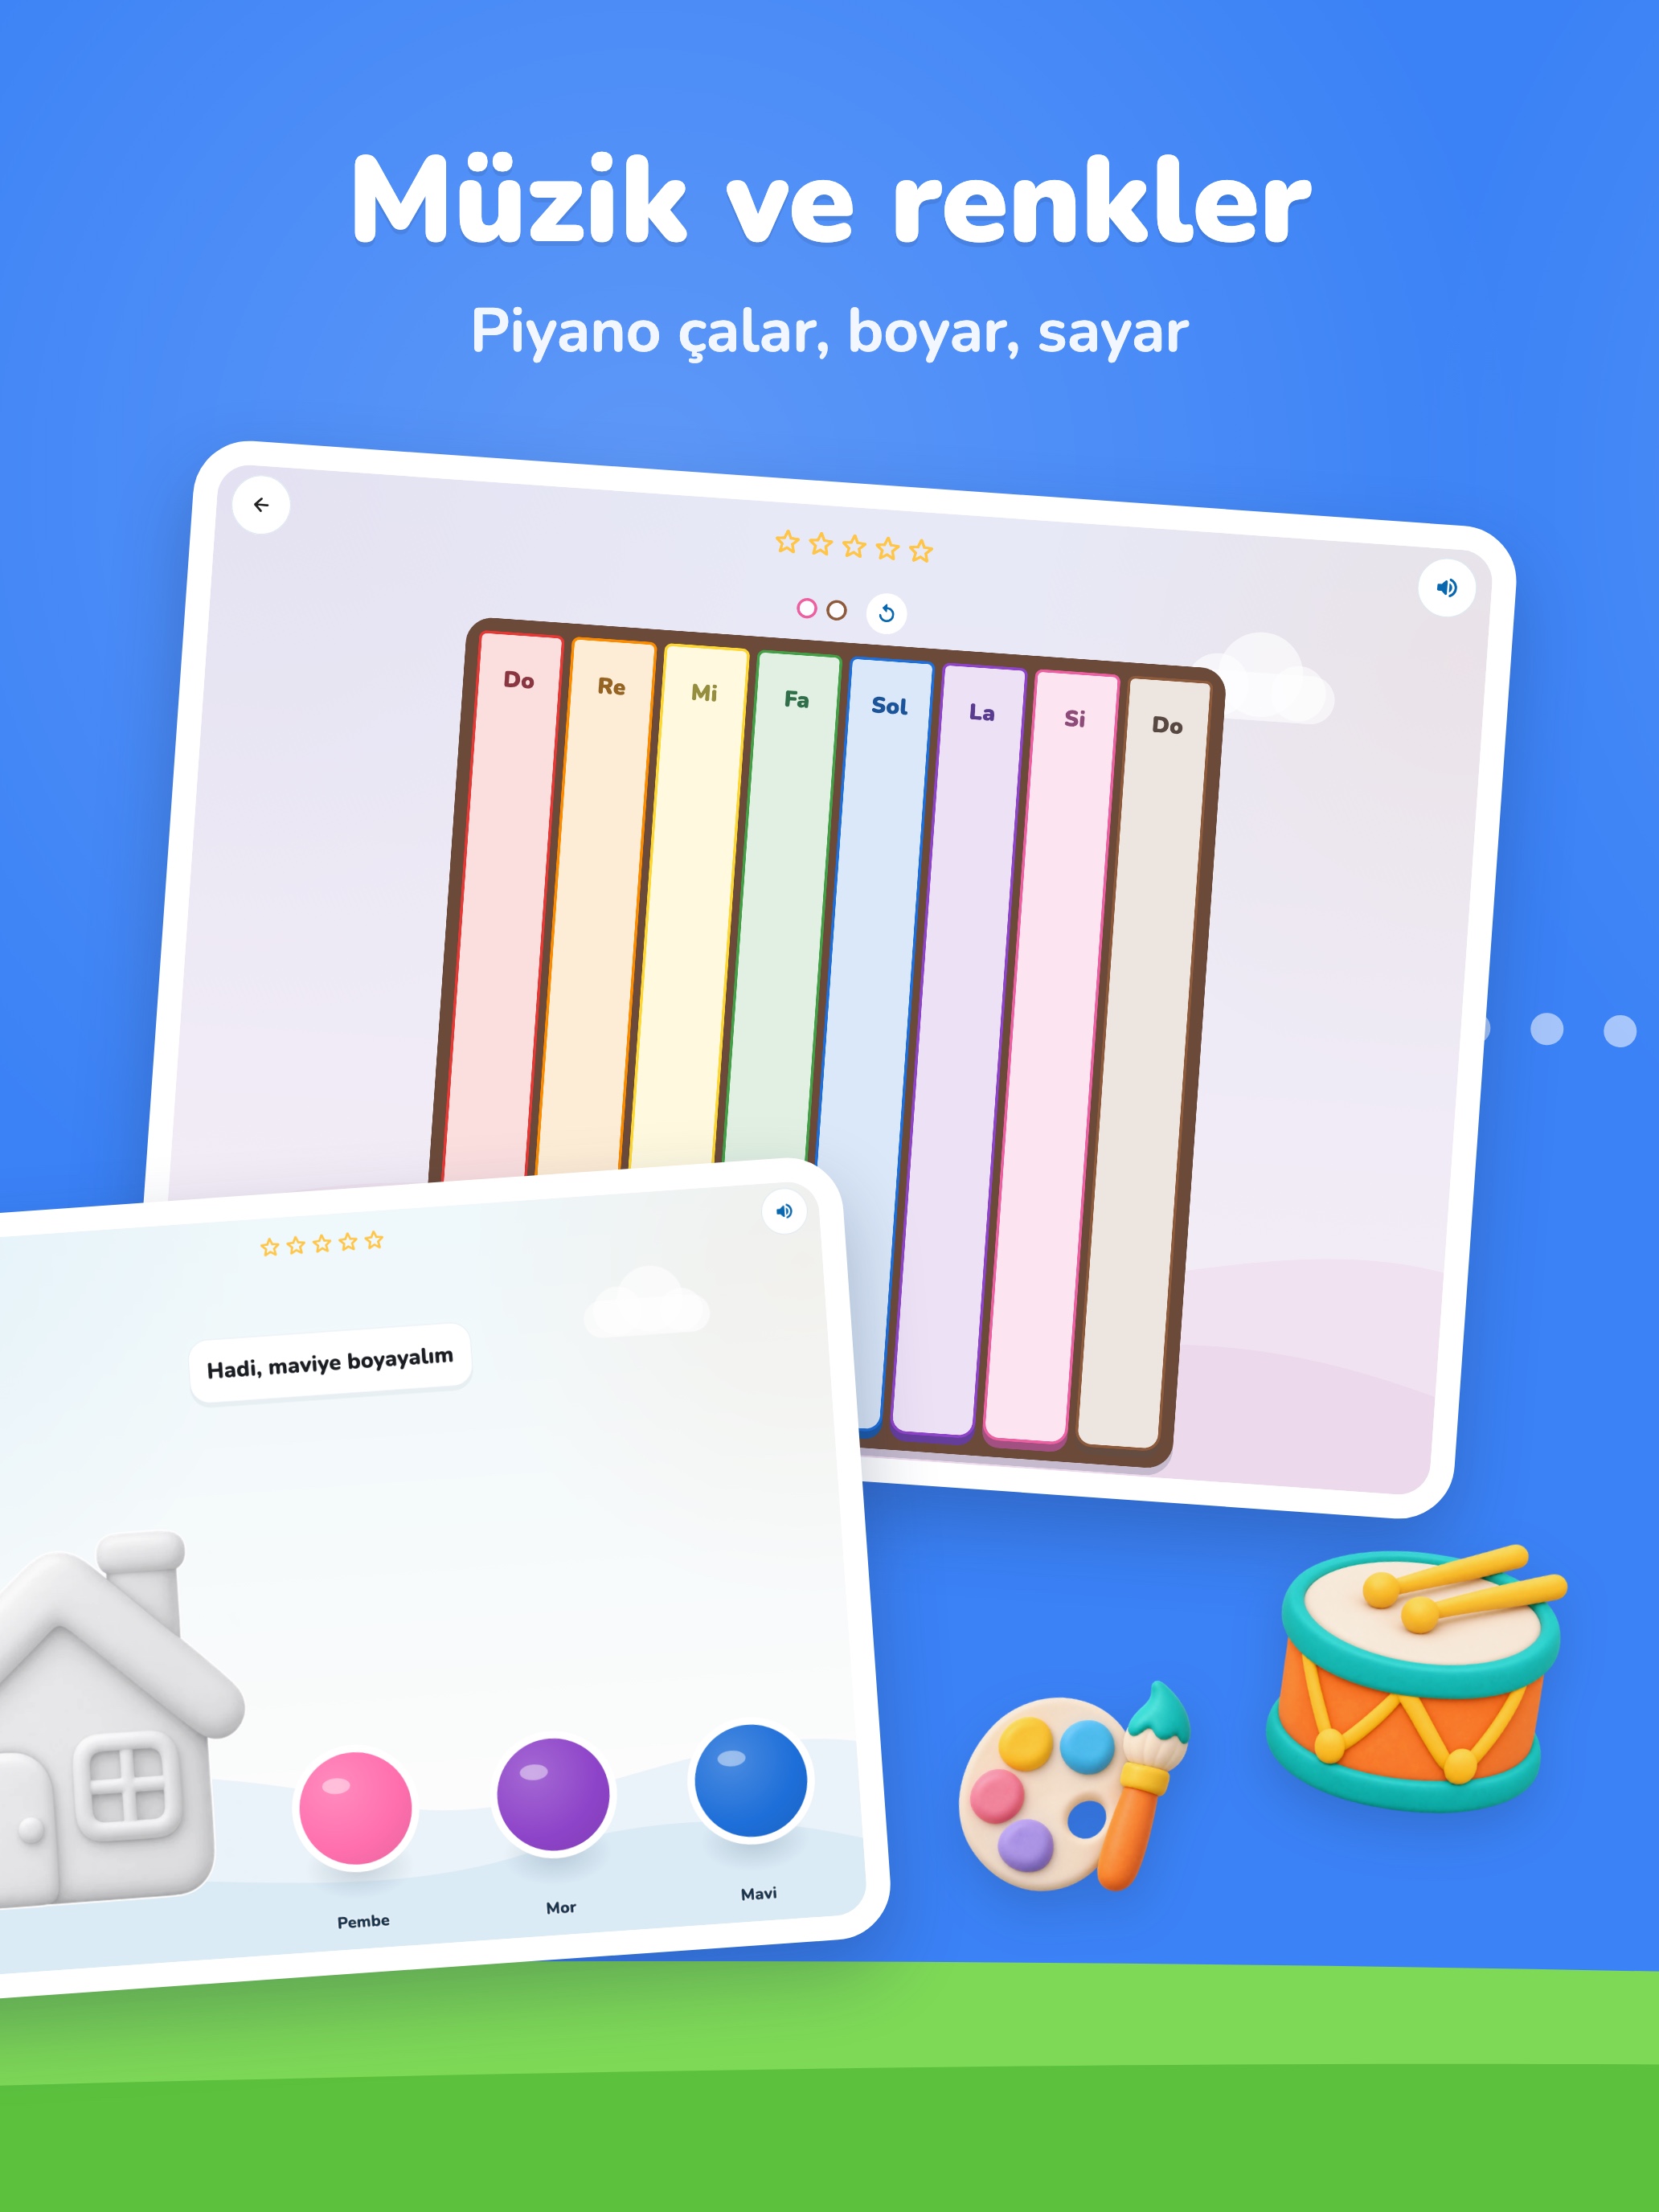 Müzik ve renkler
Piyano çalar, boyar, sayar
Do Re Mi Fa Sol La Si Do
Hadi, maviye boyayalım
Pembe Mor Mavi